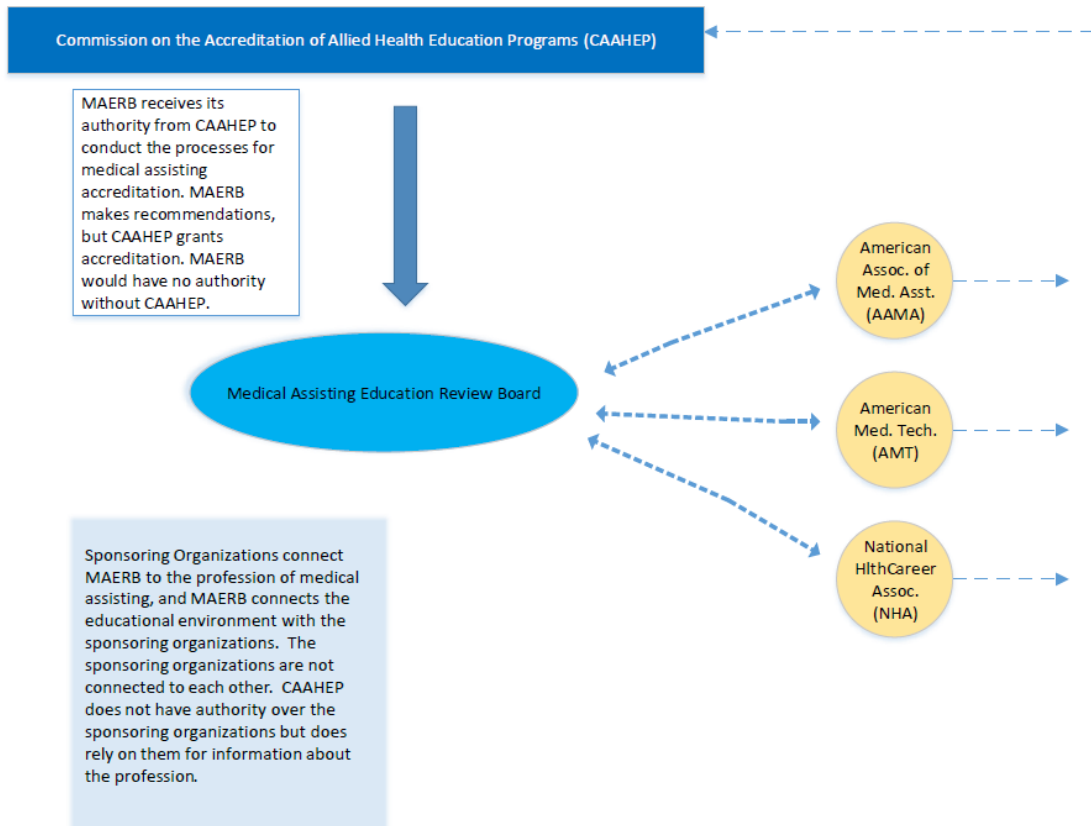 Commission on the Accreditation of Allied Health Education Programs (CAAHEP)
MAERB receives its
authority from CAAHEP to
conduct the processes for
medical assisting
accreditation. MAERB
makes recommendations,
but CAAHEP grants
accreditation. MAERB
would have no authority
without CAAHEP.
American
Assoc. of
Med. Asst.
(AAMA)
Medical Assisting Education Review Board
American
Med. Tech.
(AMT)
National
HlthCareer
Assoc.
(NHA)
Sponsoring Organizations connect
MAERB to the profession of medical
assisting, and MAERB connects the
educational environment with the
sponsoring organizations.  The
sponsoring organizations are not
connected to each other.  CAAHEP
does not have authority over the
sponsoring organizations but does
rely on them for information about
the profession.